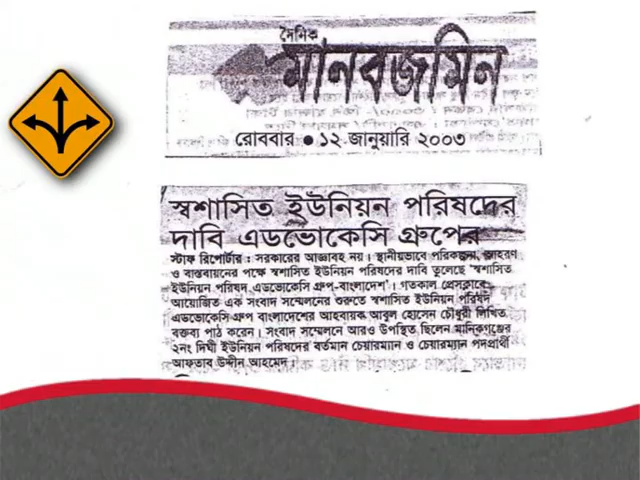 দৈনিক
মানবজমিন
রোববার ● ১২ জানুয়ারি ২০০৩
স্বশাসিত ইউনিয়ন পরিষদের
দাবি এডভোকেসি গ্রুপের
স্টাফ রিপোর্টার : সরকারের আজ্ঞাবহ নয়। স্থানীয়ভাবে পরিকল্পনা, আহরণ
ও বাস্তবায়নের পক্ষে স্বশাসিত ইউনিয়ন পরিষদের দাবি তুলেছে 'স্বশাসিত
ইউনিয়ন পরিষদ এডভোকেসি গ্রুপ-বাংলাদেশ'। গতকাল প্রেসক্লাবে
আয়োজিত এক সংবাদ সম্মেলনের শুরুতে স্বশাসিত ইউনিয়ন পরিষদ
এডভোকেসি গ্রুপ বাংলাদেশের আহবায়ক আবুল হোসেন চৌধুরী লিখিত
বক্তব্য পাঠ করেন। সংবাদ সম্মেলনে আরও উপস্থিত ছিলেন মানিকগঞ্জের
২নং দিঘী ইউনিয়ন পরিষদের বর্তমান চেয়ারম্যান ও চেয়ারম্যান পদপ্রার্থী
আফতাব উদ্দীন আহমেদ।